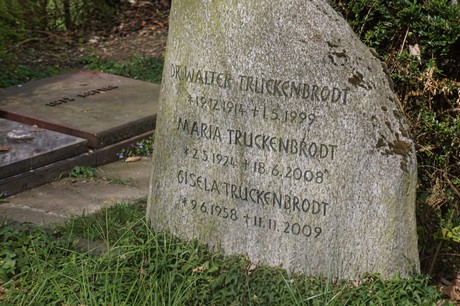 DR. WALTER TRUCKENBRODT
*19.12.1914 +1.5.1999
MARIA TRUCKENBRODT
*2.5.1924 +18.6.2008
GISELA TRUCKENBRODT
*9.6.1958 +11.11.2009